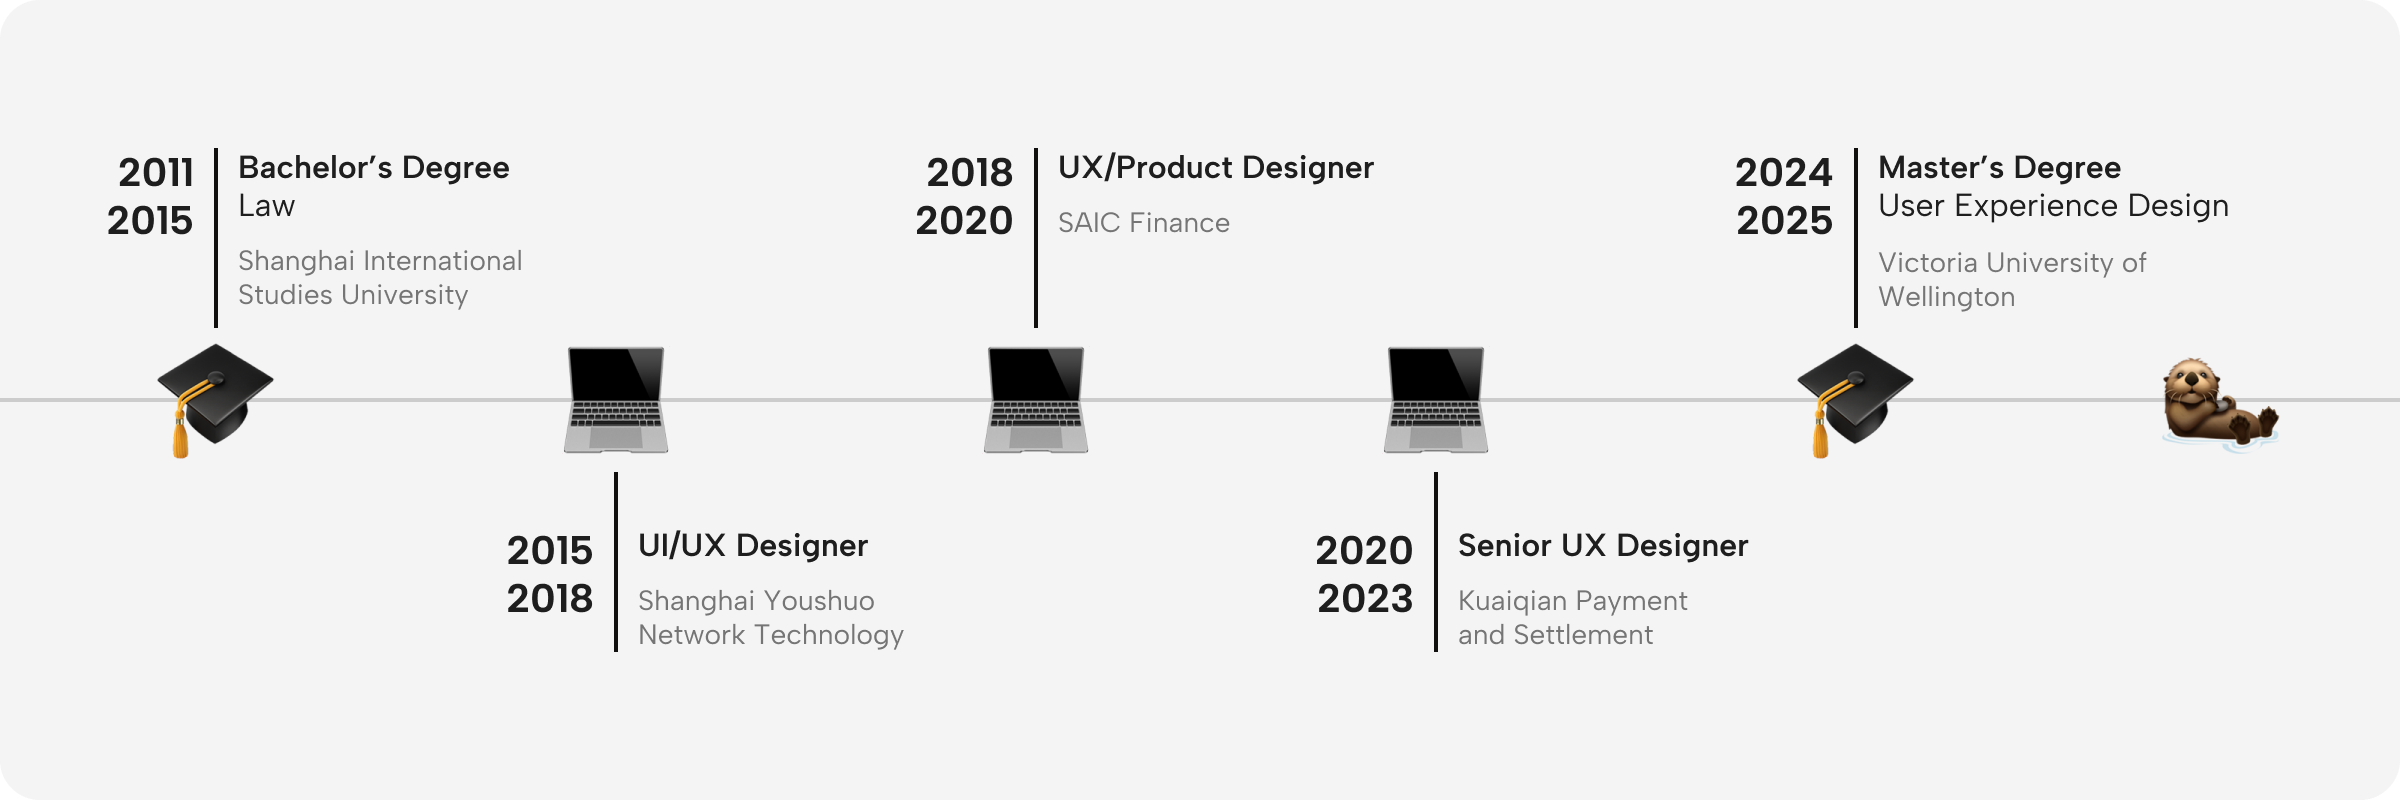 2011
2015
Bachelor’s Degree
Law
Shanghai International
Studies University
2015
2018
UI/UX Designer
Shanghai Youshuo
Network Technology
2018
2020
UX/Product Designer
SAIC Finance
2020
2023
Senior UX Designer
Kuaiqian Payment
and Settlement
2024
2025
Master’s Degree
User Experience Design
Victoria University of
Wellington